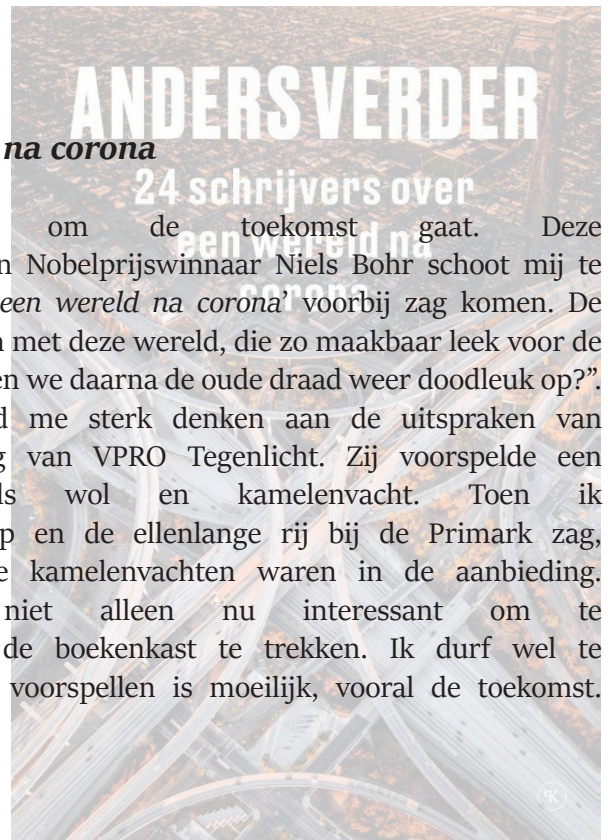 ANDERS VERDER
na corona
24 schrijvers over
een wereld na
corona
om de toekomst gaat. Deze
n Nobelprijswinnaar Niels Bohr schoot mij te
een wereld na corona’ voorbij zag komen. De
met deze wereld, die zo maakbaar leek voor de
en we daarna de oude draad weer doodleuk op?”.
d me sterk denken aan de uitspraken van
g van VPRO Tegenlicht. Zij voorspelde een
ls wol en kamelenvacht. Toen ik
p en de ellenlange rij bij de Primark zag,
e kamelenvachten waren in de aanbieding.
niet alleen nu interessant om te
de boekenkast te trekken. Ik durf wel te
voorspellen is moeilijk, vooral de toekomst.